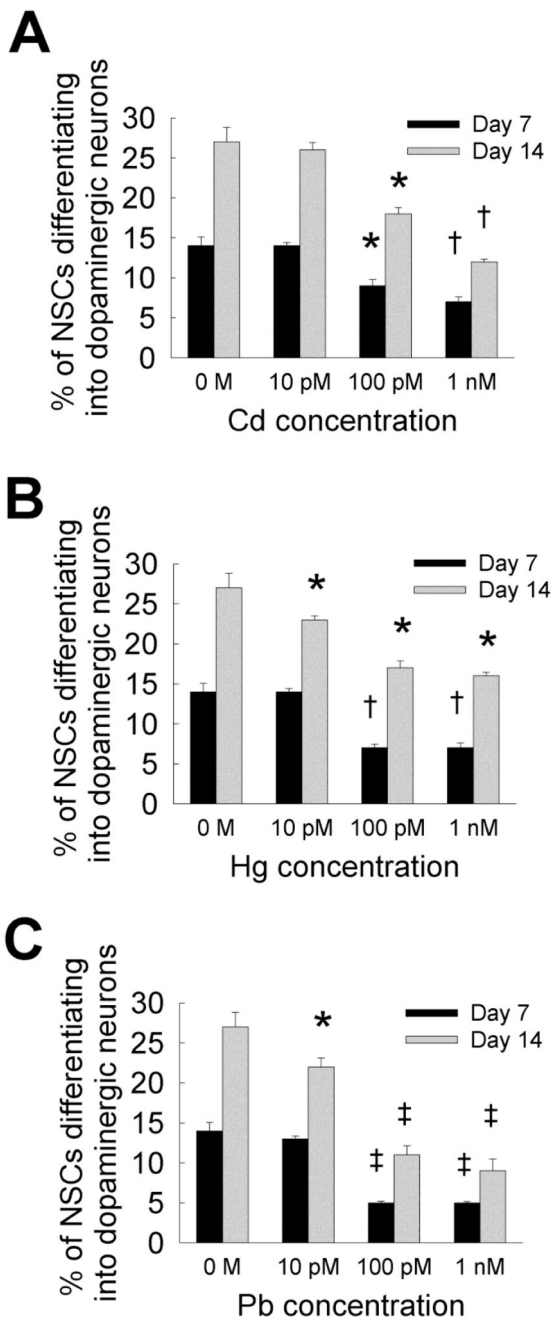 A
% of NSCs differentiating
into dopaminergic neurons
30
25
20
15
10
5
0
Day 7
Day 14
*
*
†
†
0 M 10 pM 100 pM 1 nM
Cd concentration
B
% of NSCs differentiating
into dopaminergic neurons
30
25
20
15
10
5
0
Day 7
Day 14
*
*
*
†
†
0 M 10 pM 100 pM 1 nM
Hg concentration
C
% of NSCs differentiating
into dopaminergic neurons
30
25
20
15
10
5
0
Day 7
Day 14
*
‡
‡
‡
‡
0 M 10 pM 100 pM 1 nM
Pb concentration